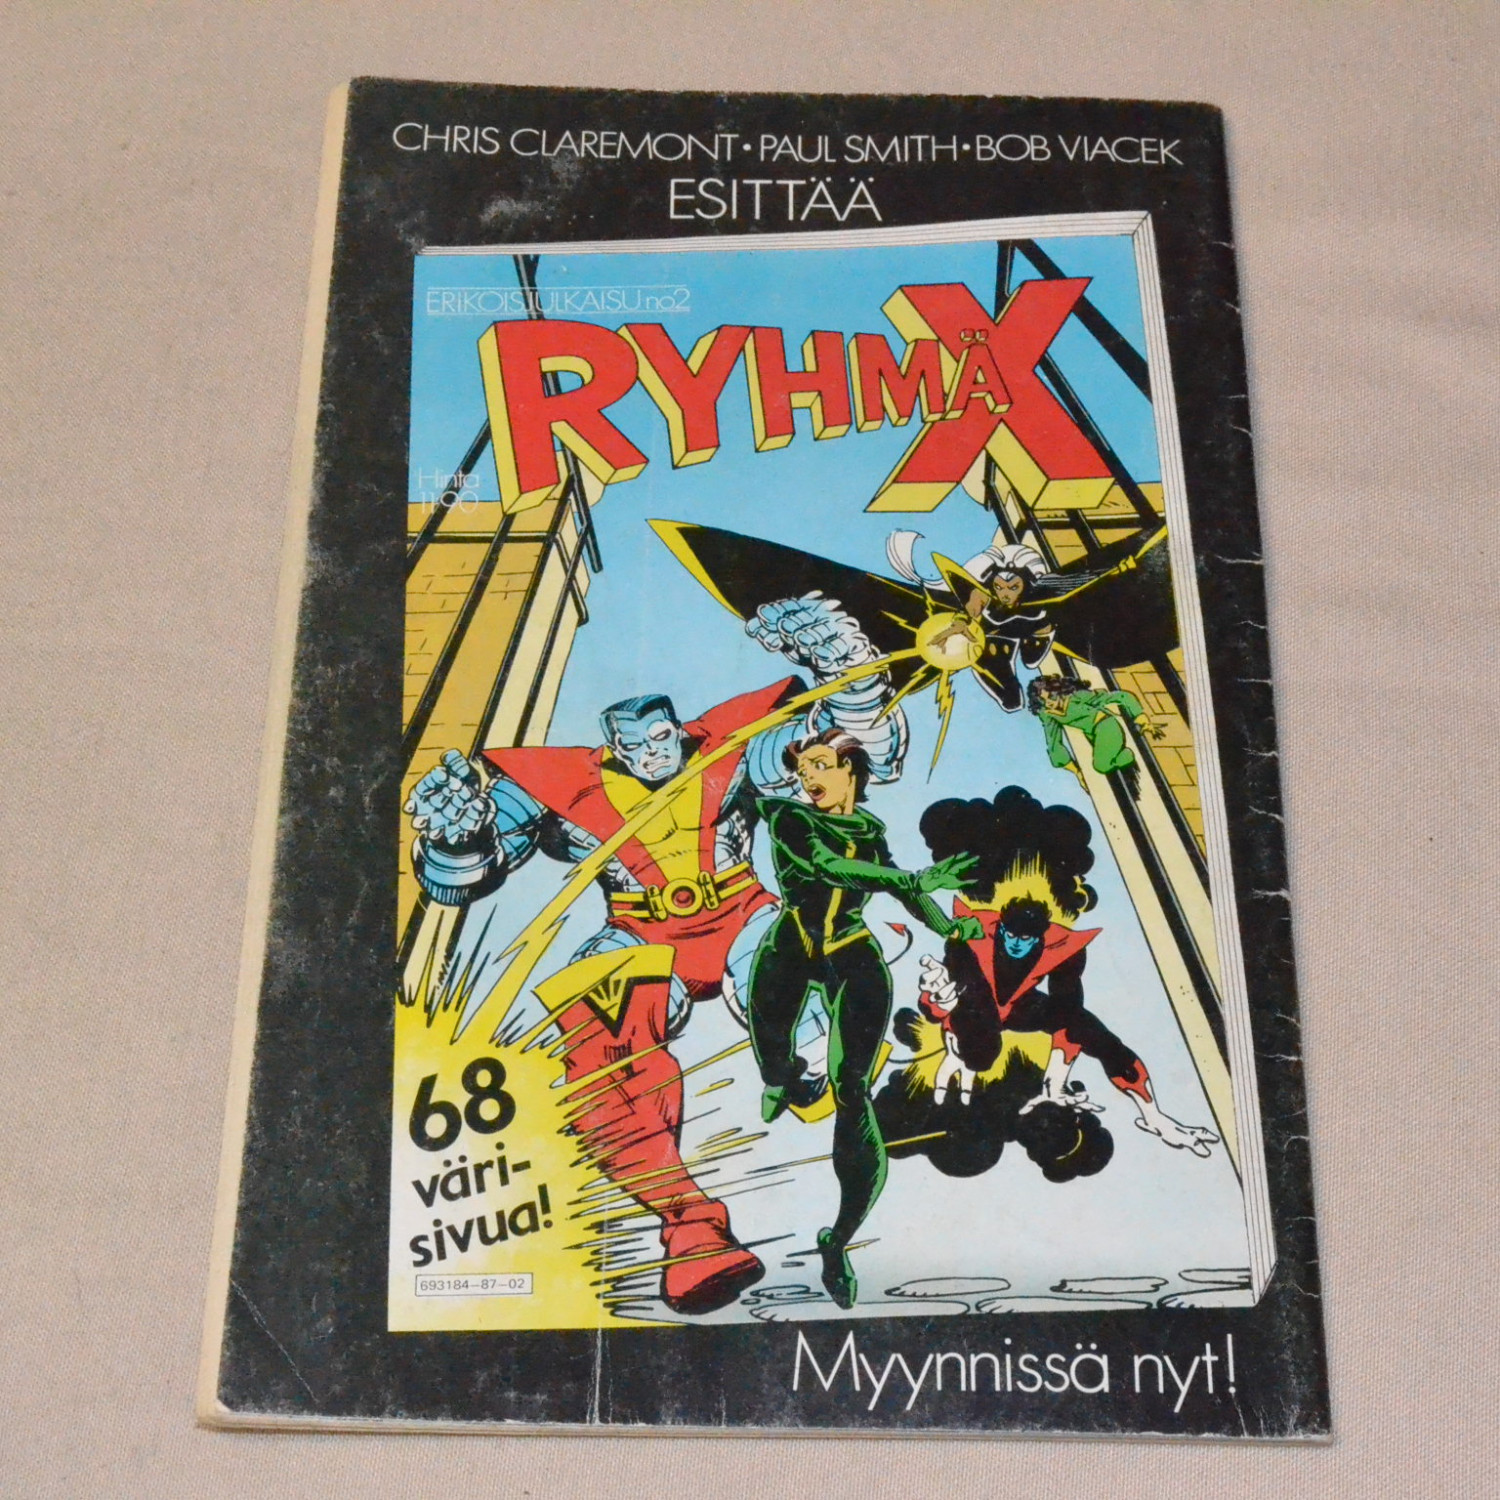 CHRIS CLAREMONT • PAUL SMITH • BOB VIACEK
ESITTÄÄ
ERIKOISJULKAISU no2
RYHMÄ X
Hinta
11,90
68
väri-
sivua!
693184—87—02
Myynnissä nyt!